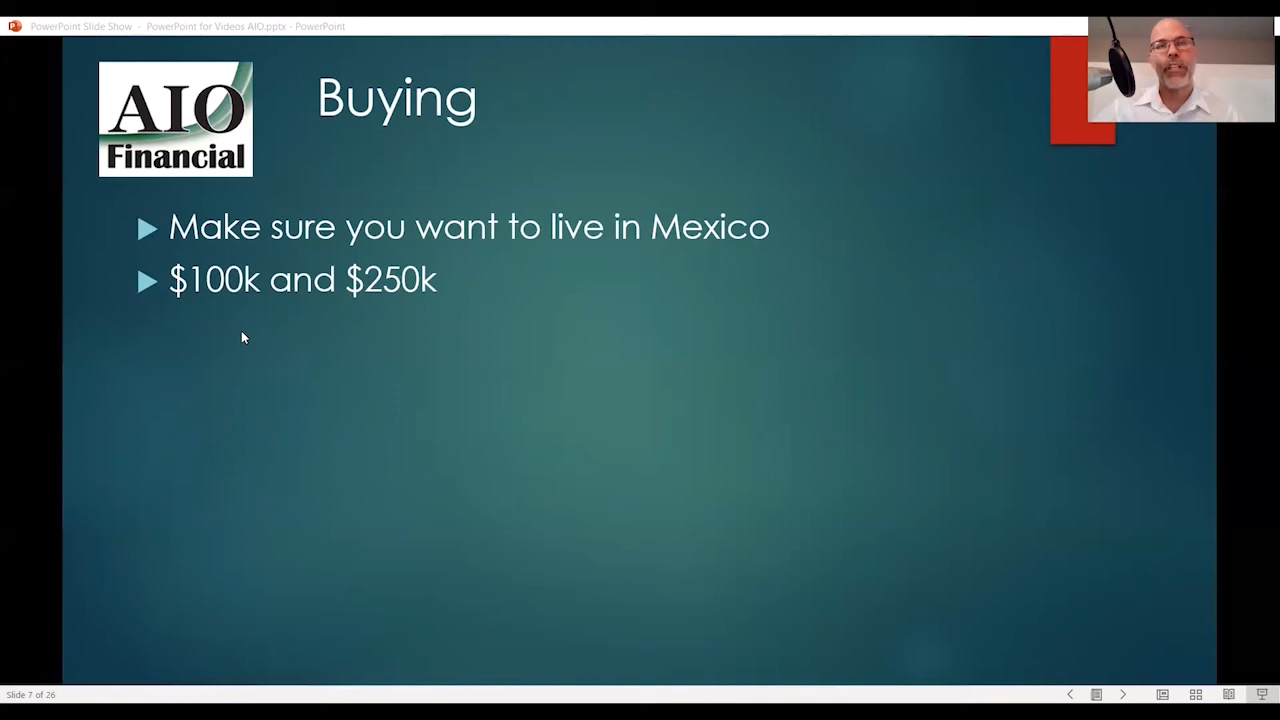 PowerPoint Slide Show - PowerPoint for Videos AIO.pptx - PowerPoint
AIO
Financial
Buying
Make sure you want to live in Mexico
$100k and $250k
Slide 7 of 26